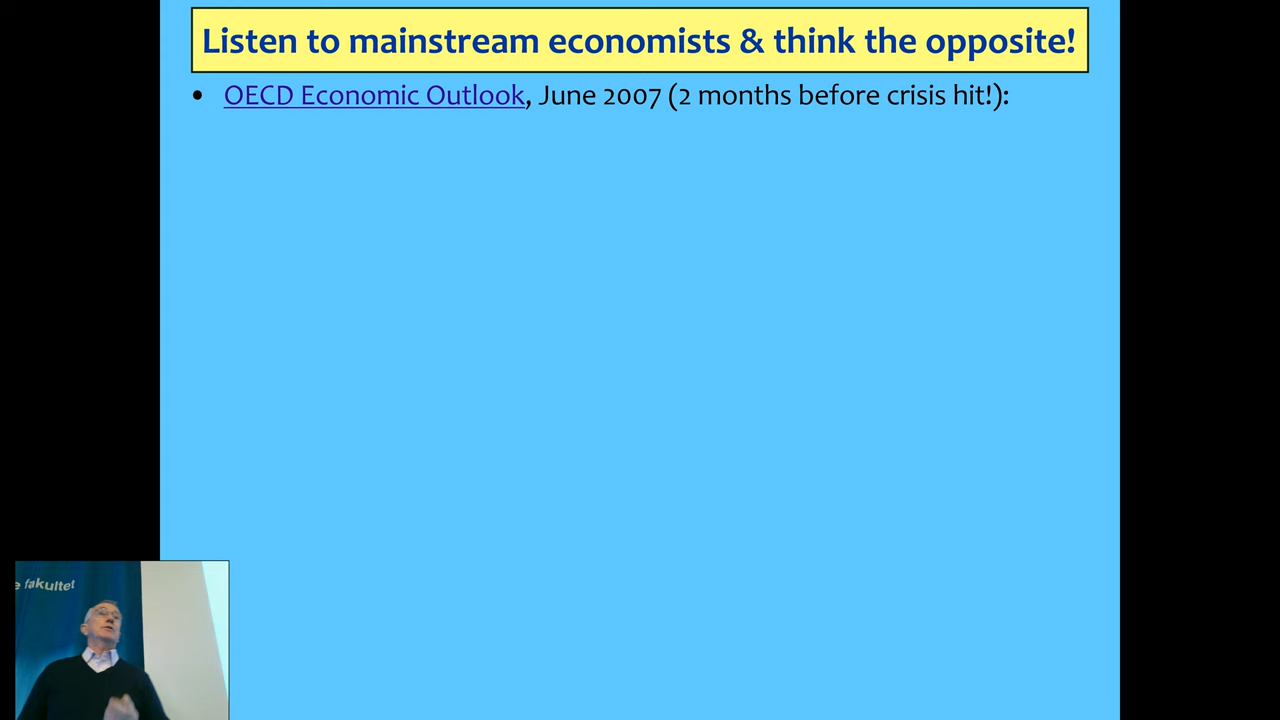 Listen to mainstream economists & think the opposite!
• OECD Economic Outlook, June 2007 (2 months before crisis hit!):
e fakultet